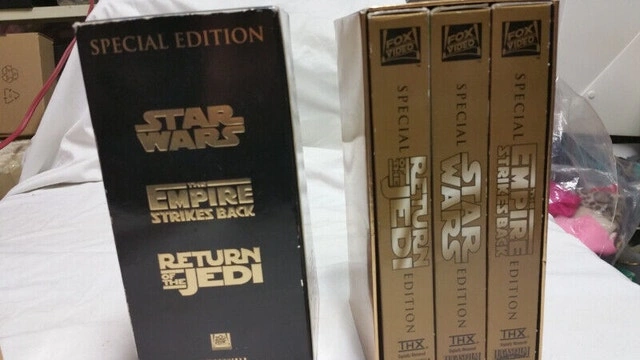 SPECIAL EDITION
STAR
WARS
THE
EMPIRE
STRIKES BACK
RETURN
OF THE
JEDI
FOX
VIDEO
SPECIAL
RETURN
OF THE
JEDI
EDITION
THX
FOX
VIDEO
SPECIAL
STAR
WARS
EDITION
THX
FOX
VIDEO
SPECIAL
EMPIRE
STRIKES BACK
EDITION
THX